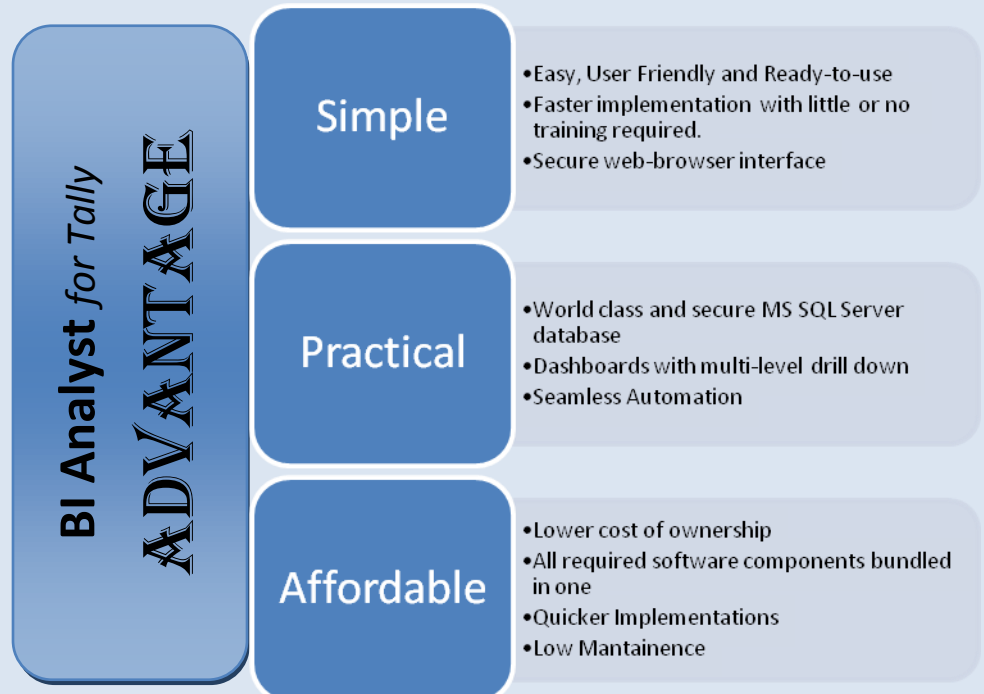 BI Analyst for Tally
ADVANTAGE
Simple
•Easy, User Friendly and Ready-to-use
•Faster implementation with little or no
training required.
•Secure web-browser interface
Practical
•World class and secure MS SQL Server
database
•Dashboards with multi-level drill down
•Seamless Automation
Affordable
•Lower cost of ownership
•All required software components bundled
in one
•Quicker Implementations
•Low Mantainence